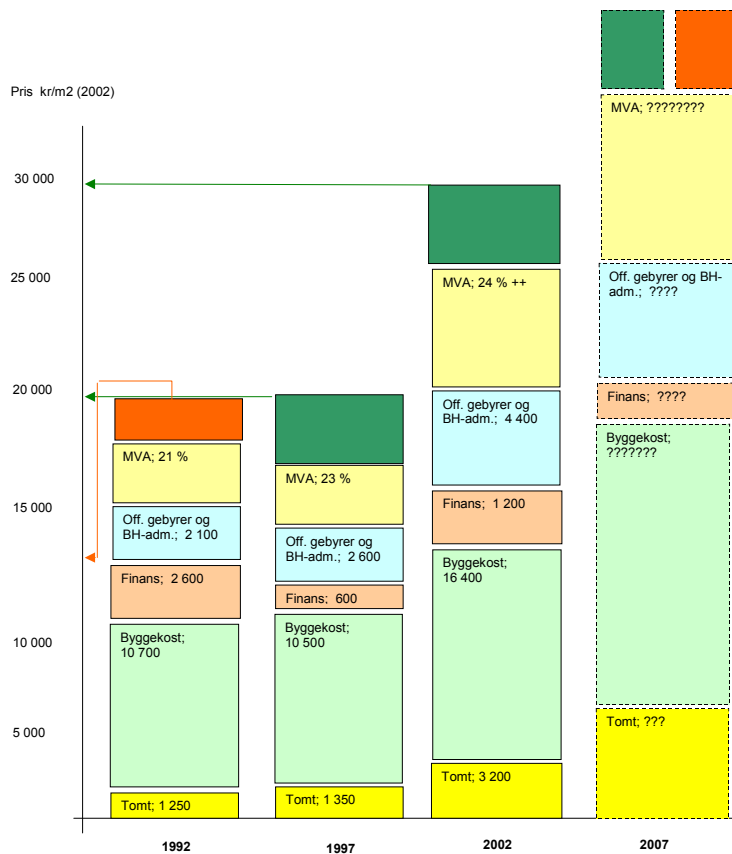 Pris kr/m2 (2002)
30 000
25 000
20 000
15 000
10 000
5 000
MVA; 21 %
Off. gebyrer og
BH-adm.; 2 100
Finans; 2 600
Byggekost;
10 700
Tomt; 1 250
1992
MVA; 23 %
Off. gebyrer og
BH-adm.; 2 600
Finans; 600
Byggekost;
10 500
Tomt; 1 350
1997
MVA; 24 % ++
Off. gebyrer og
BH-adm.; 4 400
Finans; 1 200
Byggekost;
16 400
Tomt; 3 200
2002
MVA; ????????
Off. gebyrer og BH-
adm.; ????
Finans; ????
Byggekost;
???????
Tomt; ???
2007